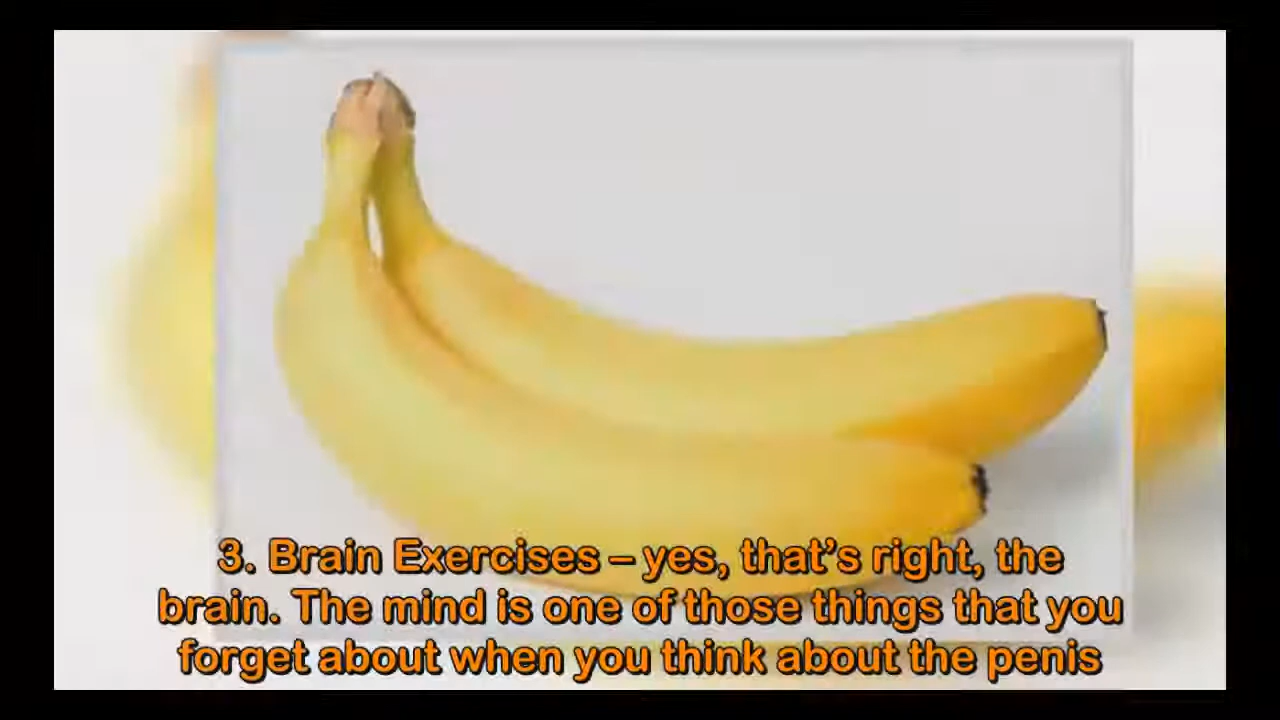 3. Brain Exercises – yes, that’s right, the
brain. The mind is one of those things that you
forget about when you think about the penis